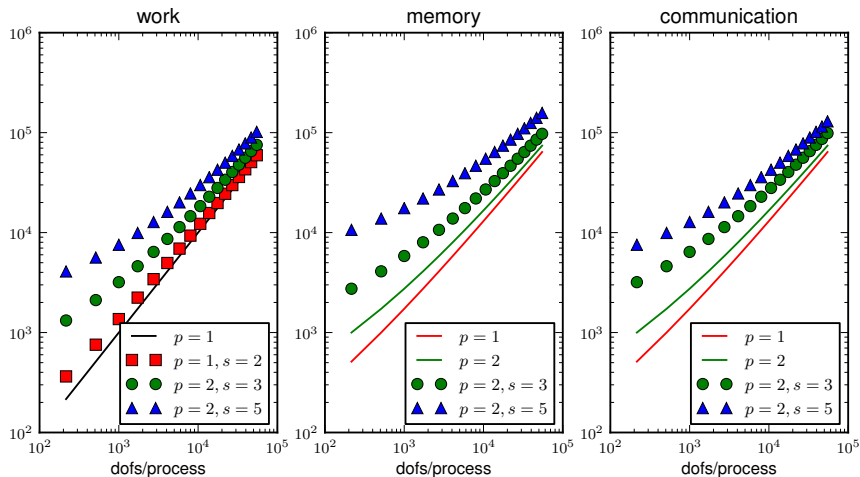 work
10^6
10^5
10^4
10^3
10^2
p = 1
p = 1, s = 2
p = 2, s = 3
p = 2, s = 5
10^2 10^3 10^4 10^5
dofs/process
memory
10^6
10^5
10^4
10^3
10^2
p = 1
p = 2
p = 2, s = 3
p = 2, s = 5
10^2 10^3 10^4 10^5
dofs/process
communication
10^6
10^5
10^4
10^3
10^2
p = 1
p = 2
p = 2, s = 3
p = 2, s = 5
10^2 10^3 10^4 10^5
dofs/process